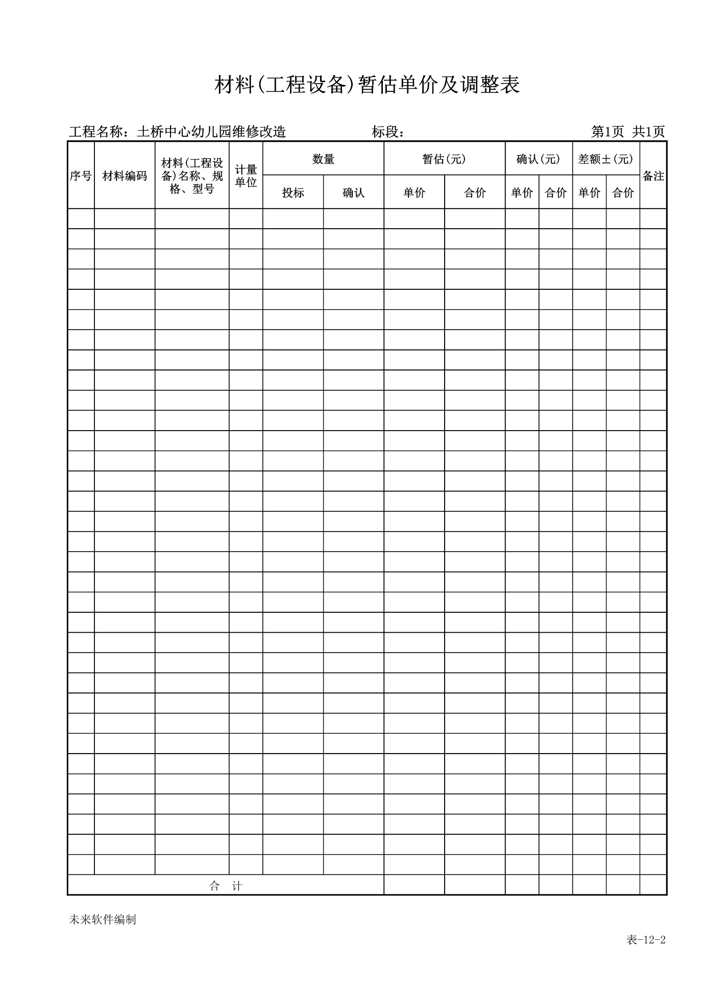 材料(工程设备)暂估单价及调整表
工程名称：土桥中心幼儿园维修改造 标段： 第1页 共1页
序号 材料编码 材料(工程设备)名称、规格、型号 计量单位 数量 暂估(元) 确认(元) 差额±(元) 备注
投标 确认 单价 合价 单价 合价 单价 合价
合 计
未来软件编制
表-12-2